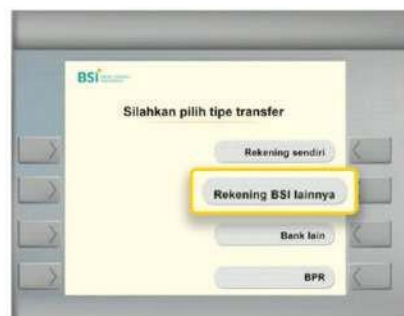 BSI
Silahkan pilih tipe transfer
Rekening sendiri
Rekening BSI lainnya
Bank lain
BPR